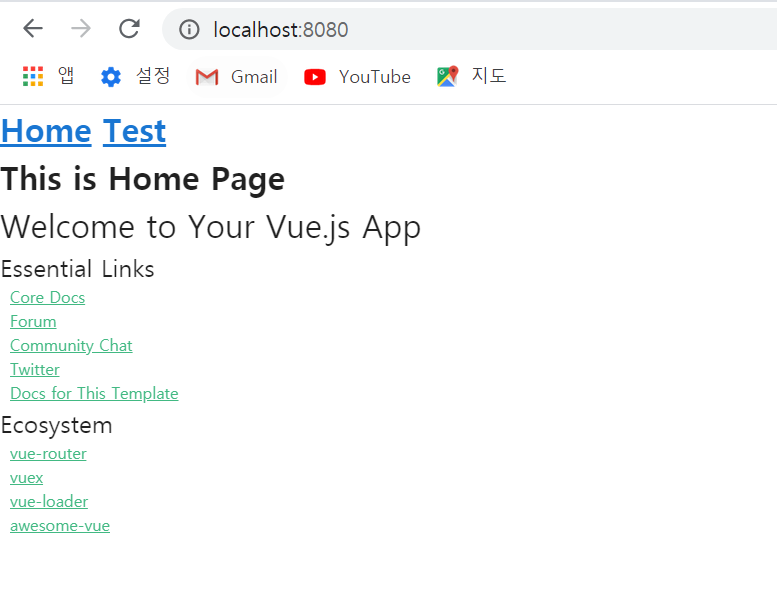 localhost:8080
앱 설정 Gmail YouTube 지도
Home Test
This is Home Page
Welcome to Your Vue.js App
Essential Links
Core Docs
Forum
Community Chat
Twitter
Docs for This Template
Ecosystem
vue-router
vuex
vue-loader
awesome-vue